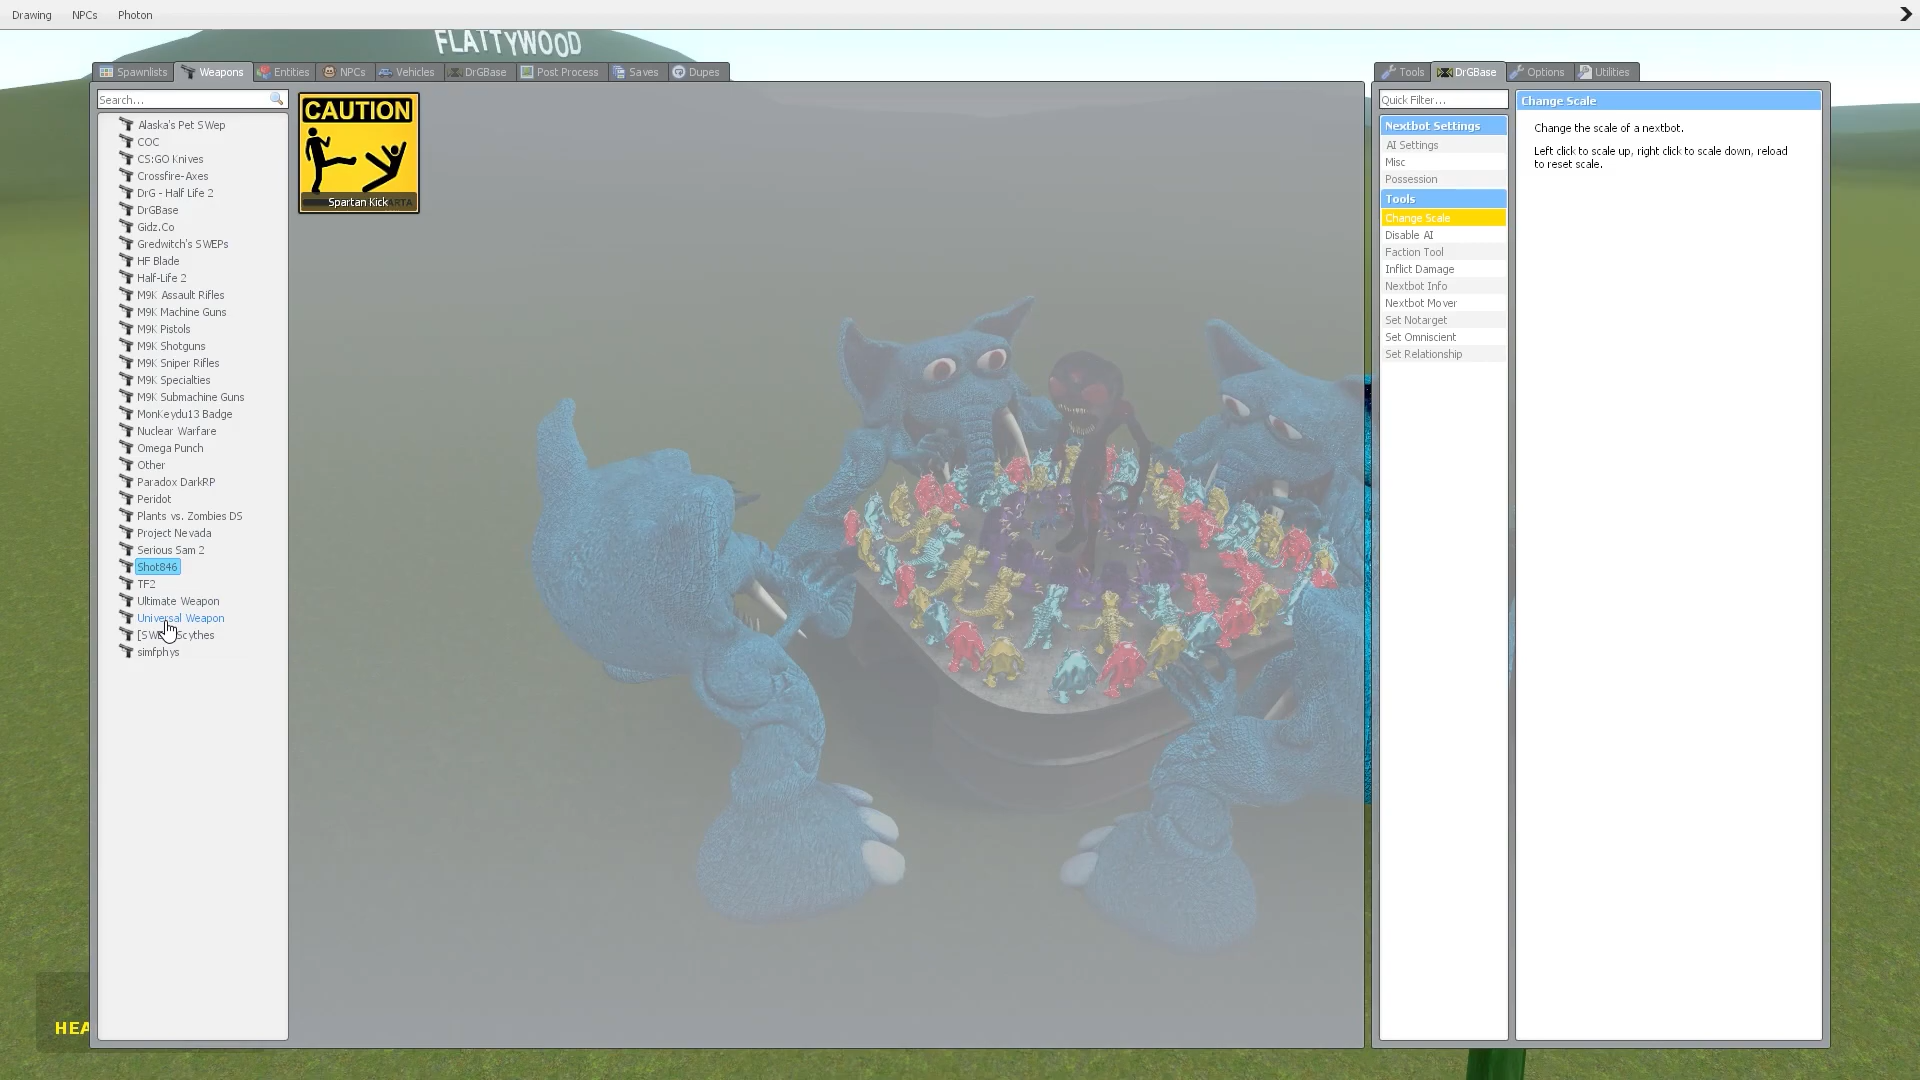 Drawing NPCs Photon
FLATTYWOOD
Spawnlists Weapons Entities NPCs Vehicles DrGBase Post Process Saves Dupes
Tools DrGBase Options Utilities
Search...
Alaska's Pet SWep
COC
CS:GO Knives
Crossfire-Axes
DrG - Half Life 2
DrGBase
Gidz.Co
Gredwitch's SWEPs
HF Blade
Half-Life 2
M9K Assault Rifles
M9K Machine Guns
M9K Pistols
M9K Shotguns
M9K Sniper Rifles
M9K Specialties
M9K Submachine Guns
MonKeydu13 Badge
Nuclear Warfare
Omega Punch
Other
Paradox DarkRP
Peridot
Plants vs. Zombies DS
Project Nevada
Serious Sam 2
Shot846
TF2
Ultimate Weapon
Universal Weapon
Scythes
simfphys
CAUTION
Spartan Kick
Quick Filter...
Nextbot Settings
AI Settings
Misc
Possession
Tools
Change Scale
Disable AI
Faction Tool
Inflict Damage
Nextbot Info
Nextbot Mover
Set Notarget
Set Omniscient
Set Relationship
Change Scale
Change the scale of a nextbot.
Left click to scale up, right click to scale down, reload
to reset scale.
HEA